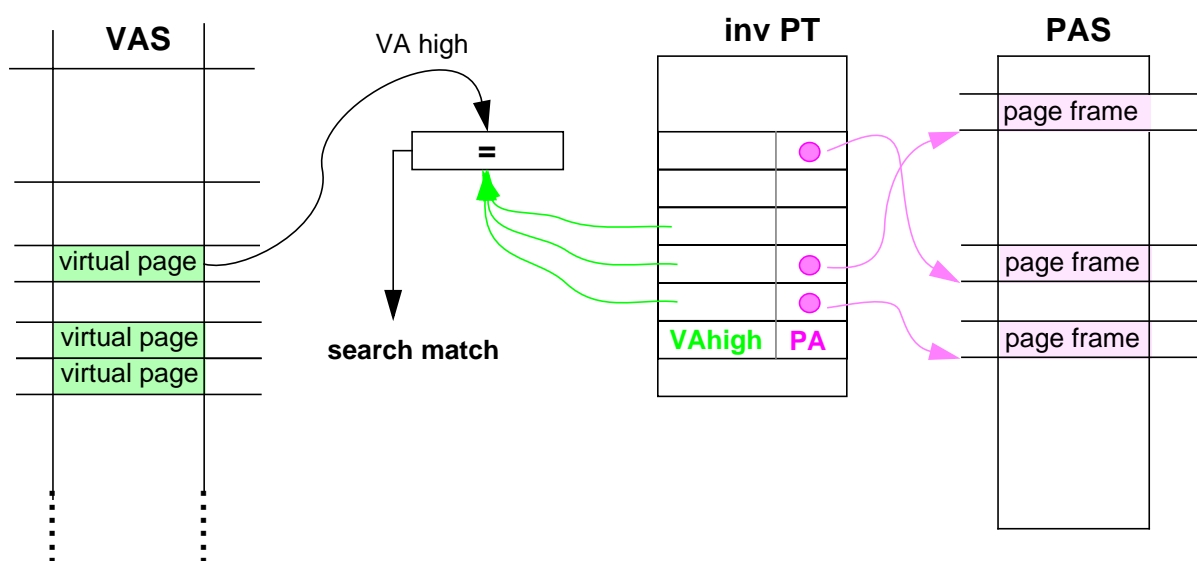 VAS
VA high
inv PT
PAS
page frame
=
virtual page
page frame
virtual page
search match
VAhigh
PA
page frame
virtual page